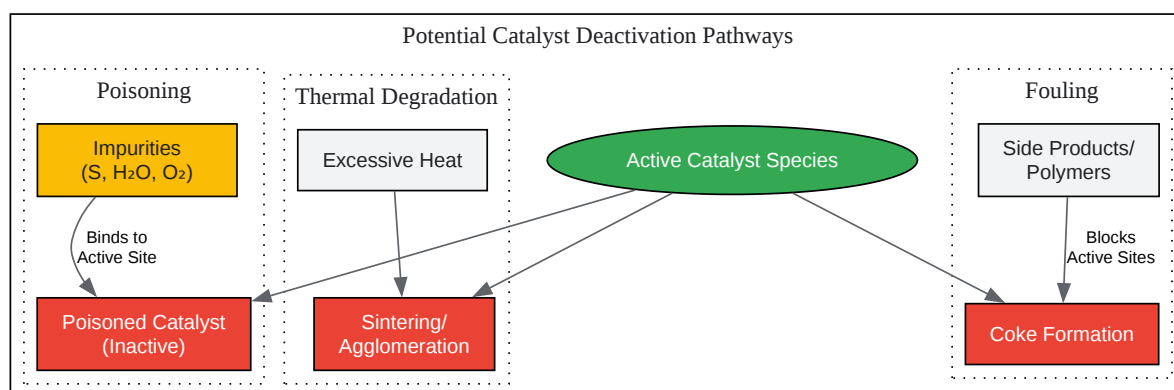 Potential Catalyst Deactivation Pathways
Poisoning
Thermal Degradation
Fouling
Impurities
(S, H₂O, O₂)
Excessive Heat
Active Catalyst Species
Side Products/
Polymers
Binds to
Active Site
Blocks
Active Sites
Poisoned Catalyst
(Inactive)
Sintering/
Agglomeration
Coke Formation